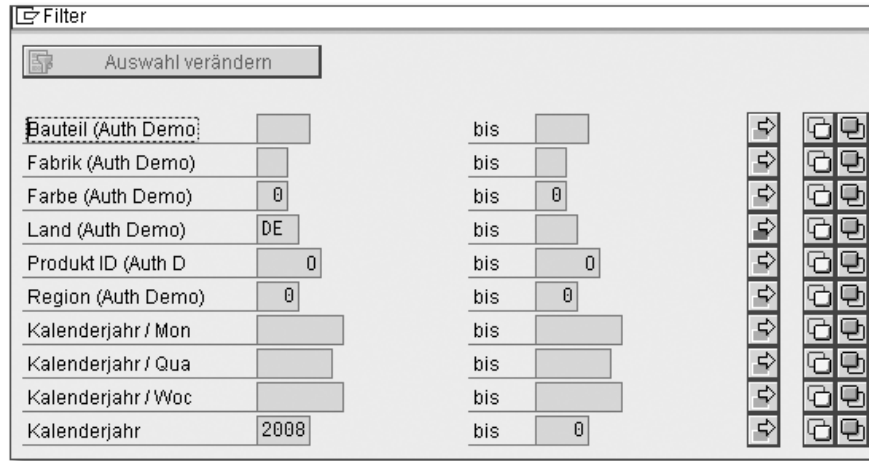 Filter
Auswahl verändern
Bauteil (Auth Demo bis
Fabrik (Auth Demo) bis
Farbe (Auth Demo) 0 bis 0
Land (Auth Demo) DE bis
Produkt ID (Auth D 0 bis 0
Region (Auth Demo) 0 bis 0
Kalenderjahr / Mon bis
Kalenderjahr / Qua bis
Kalenderjahr / Woc bis
Kalenderjahr 2008 bis 0